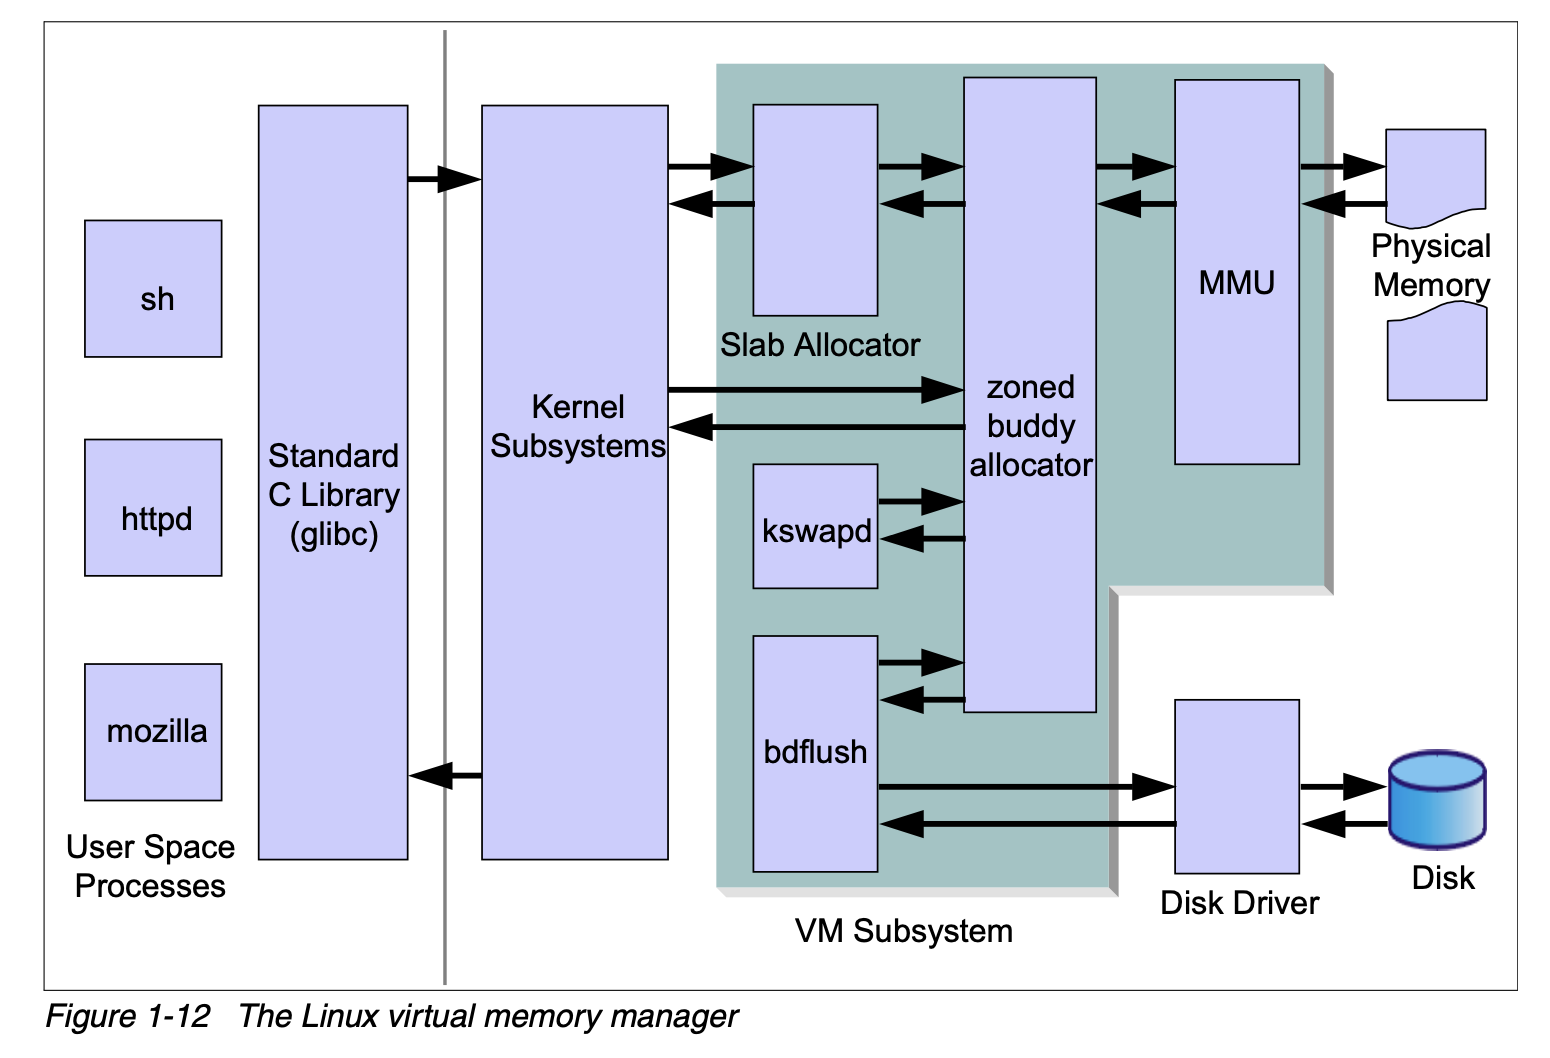 sh
httpd
mozilla
User Space
Processes
Standard
C Library
(glibc)
Kernel
Subsystems
Slab Allocator
kswapd
bdflush
zoned
buddy
allocator
MMU
Physical
Memory
VM Subsystem
Disk Driver
Disk
Figure 1-12 The Linux virtual memory manager